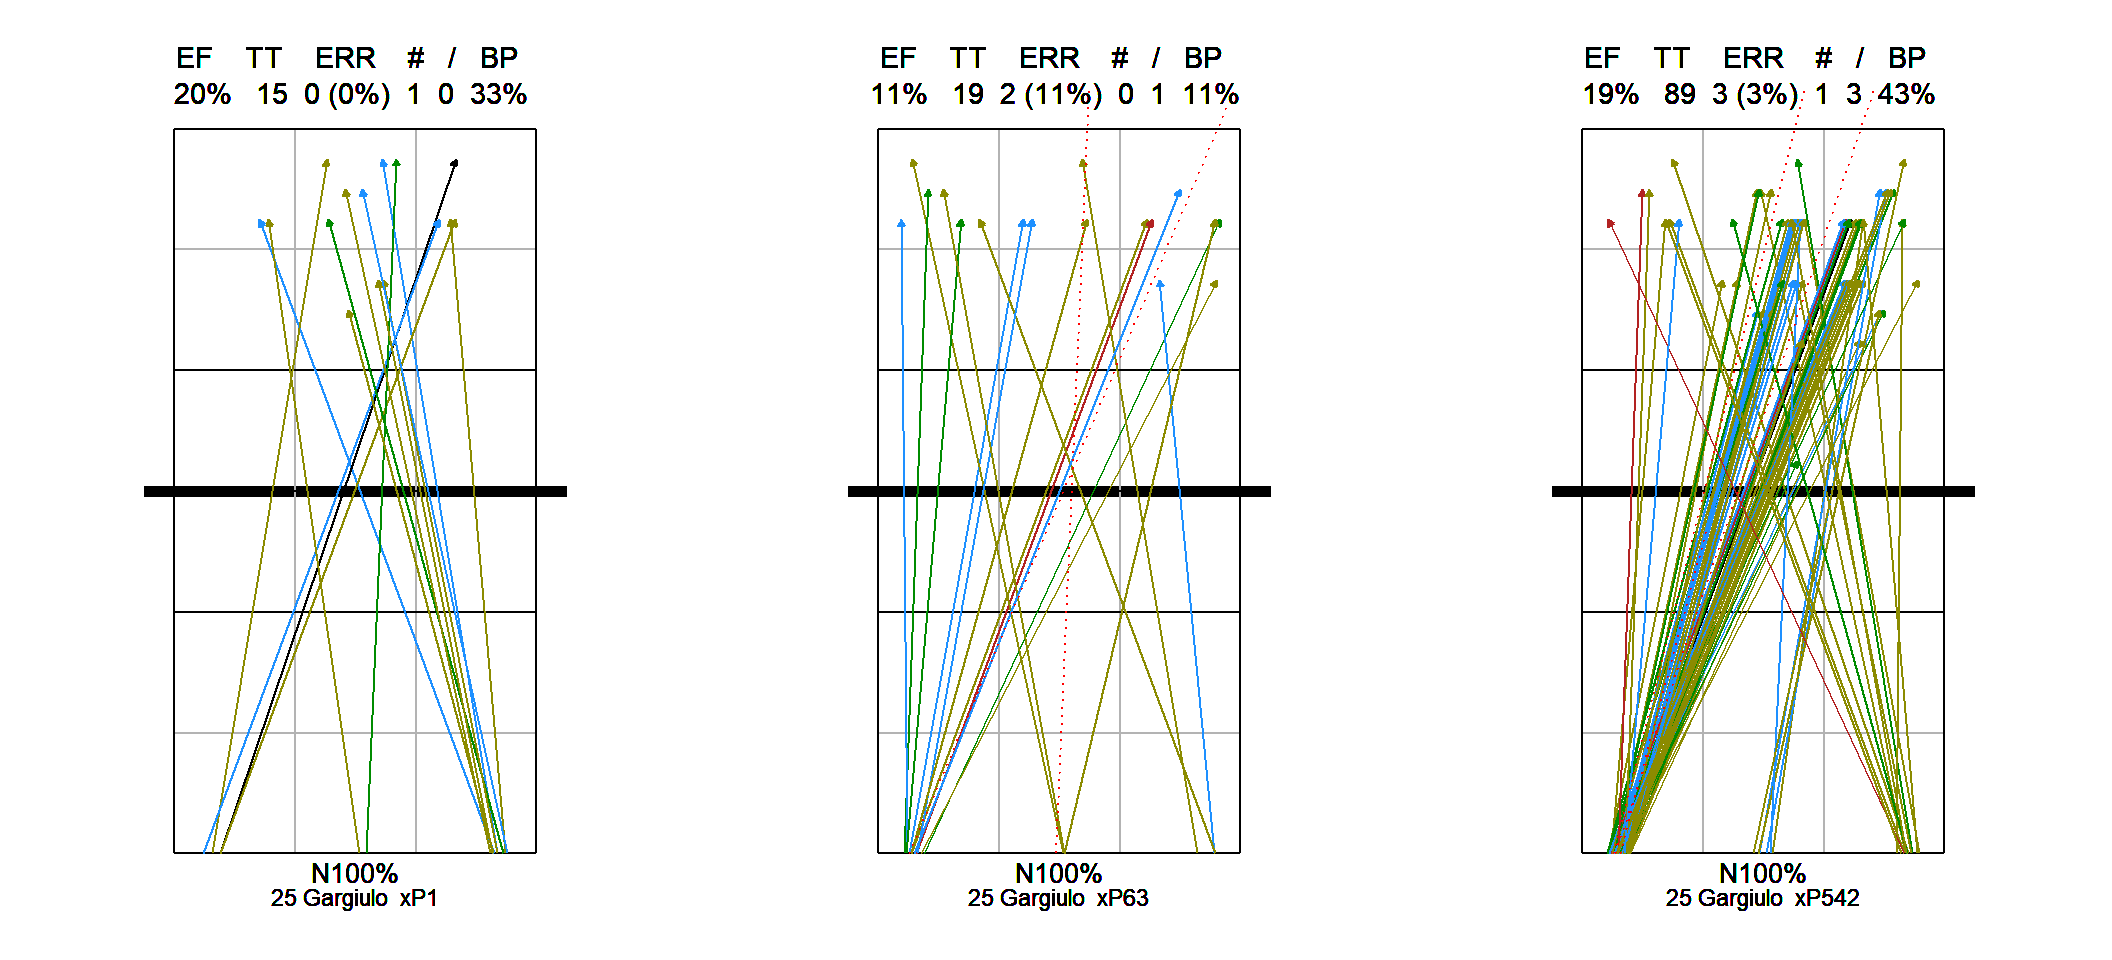 EF TT ERR # / BP
20% 15 0 (0%) 1 0 33%
N100%
25 Gargiulo xP1
EF TT ERR # / BP
11% 19 2 (11%) 0 1 11%
N100%
25 Gargiulo xP63
EF TT ERR # / BP
19% 89 3 (3%) 1 3 43%
N100%
25 Gargiulo xP542